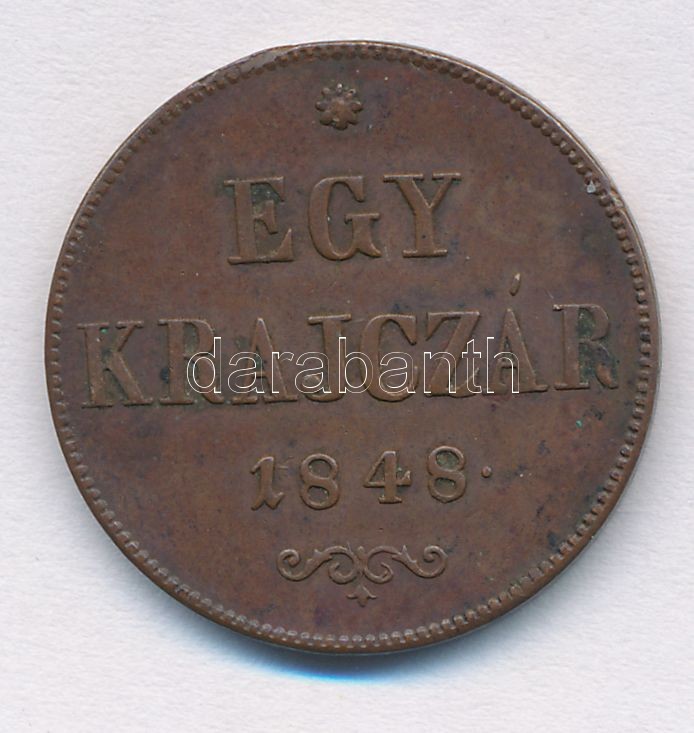 EGY
KRAJCZÁR
darabanth
1848.